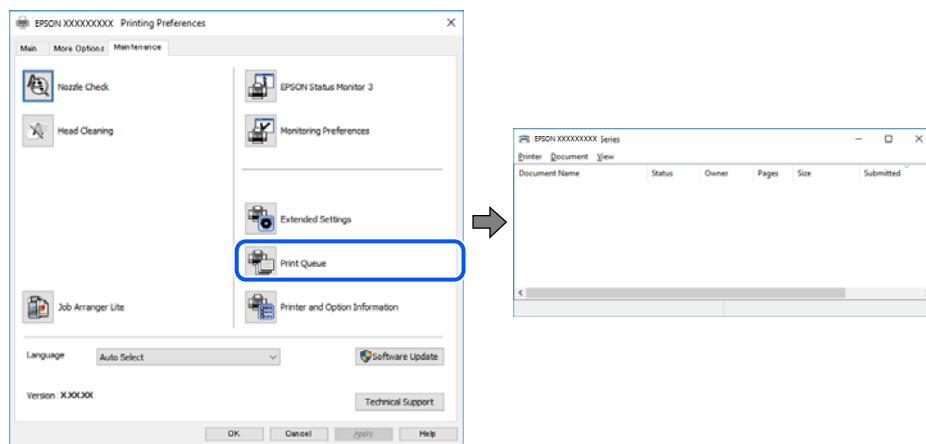 EPSON XXXXXXXXX Printing Preferences
Main More Options Maintenance
Nozzle Check
EPSON Status Monitor 3
Head Cleaning
Monitoring Preferences
Extended Settings
Print Queue
Job Arranger Lite
Printer and Option Information
Language Auto Select
Software Update
Version X.XX.XX
Technical Support
OK Cancel Apply Help
EPSON XXXXXXXXX Series
Printer Document View
Document Name Status Owner Pages Size Submitted